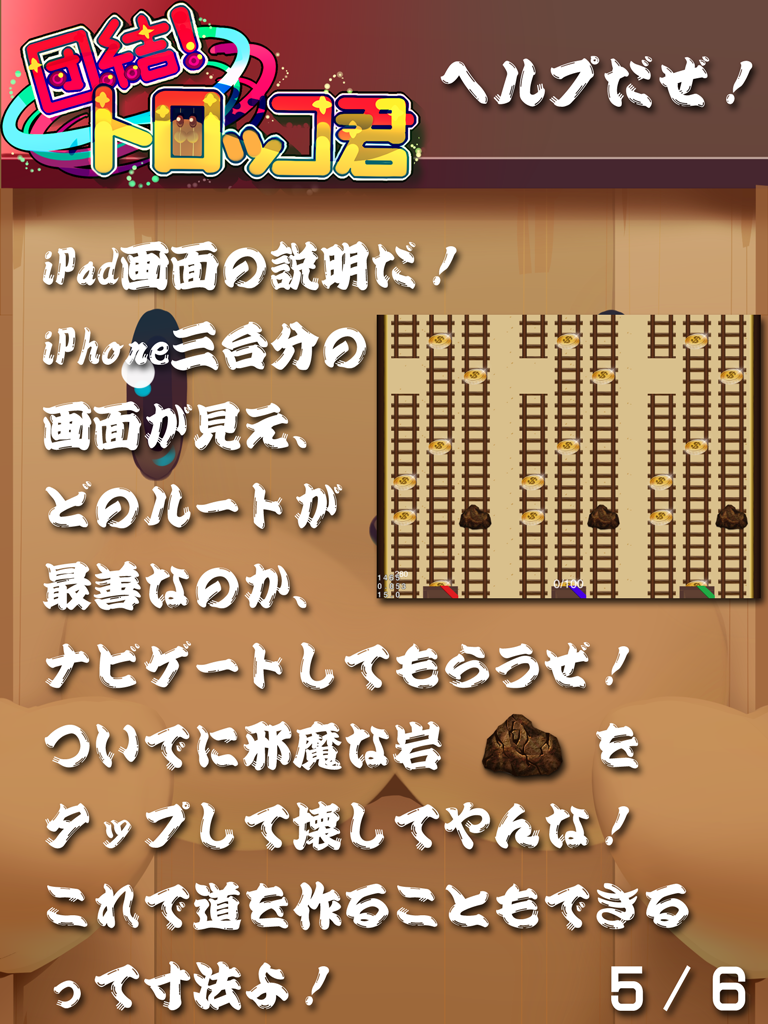 団結!
トロッコ君
ヘルプだぜ！
iPad画面の説明だ！
iPhone三台分の
画面が見え、
どのルートが
最善なのか、
ナビゲートしてもらうぜ！
ついでに邪魔な岩 を
タップして壊してやんな！
これで道を作ることもできる
って寸法よ！
0/100
5/6